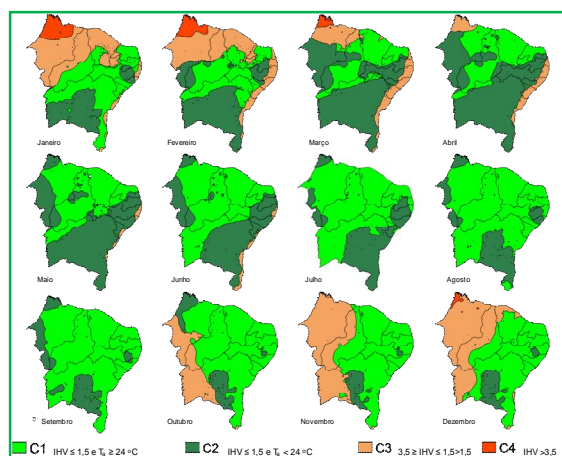 Janeiro Fevereiro Março Abril
Maio Junho Julho Agosto
Setembro Outubro Novembro Dezembro
C1 IHV ≤ 1,5 e Ta ≥ 24 ºC C2 IHV ≤ 1,5 e Ta < 24 ºC C3 3,5 ≥ IHV ≤ 1,5>1,5 C4 IHV >3,5